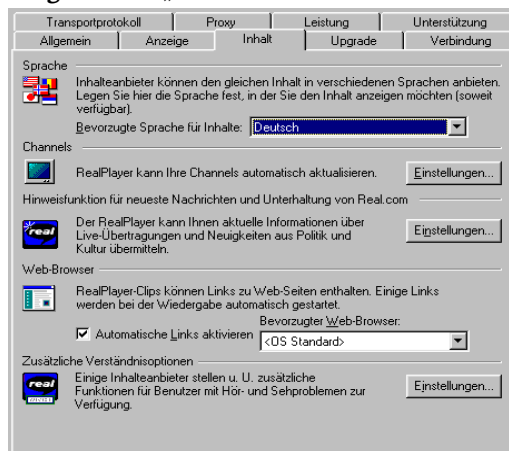 Transportprotokoll Proxy Leistung Unterstützung
Allgemein Anzeige Inhalt Upgrade Verbindung
Sprache
Inhalteanbieter können den gleichen Inhalt in verschiedenen Sprachen anbieten.
Legen Sie hier die Sprache fest, in der Sie den Inhalt anzeigen möchten (soweit
verfügbar).
Bevorzugte Sprache für Inhalte: Deutsch
Channels
RealPlayer kann Ihre Channels automatisch aktualisieren. Einstellungen...
Hinweisfunktion für neueste Nachrichten und Unterhaltung von Real.com
real
Der RealPlayer kann Ihnen aktuelle Informationen über
Live-Übertragungen und Neuigkeiten aus Politik und
Kultur übermitteln.
Einstellungen...
Web-Browser
RealPlayer-Clips können Links zu Web-Seiten enthalten. Einige Links
werden bei der Wiedergabe automatisch gestartet.
Bevorzugter Web-Browser:
Automatische Links aktivieren <OS Standard>
Zusätzliche Verständnisoptionen
real
Einige Inhalteanbieter stellen u. U. zusätzliche
Funktionen für Benutzer mit Hör- und Sehproblemen zur
Verfügung.
Einstellungen...